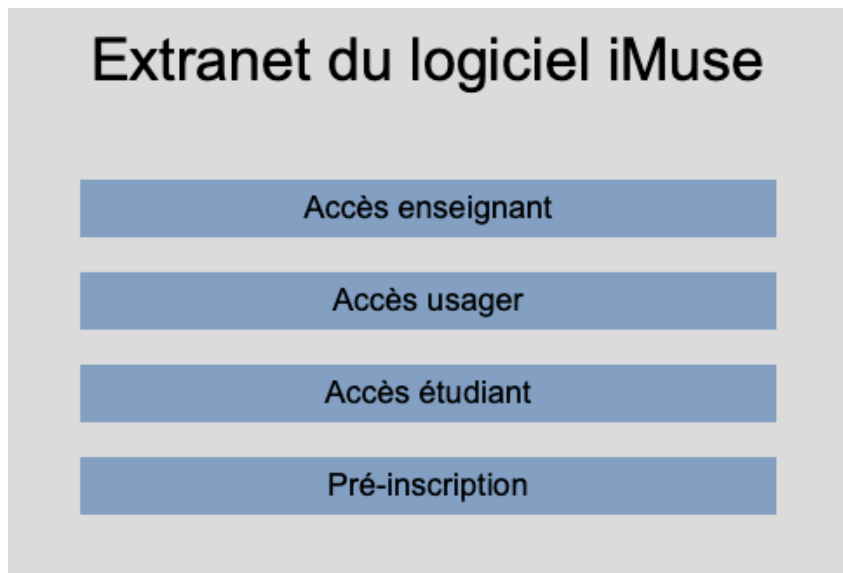 Extranet du logiciel iMuse
Accès enseignant
Accès usager
Accès étudiant
Pré-inscription